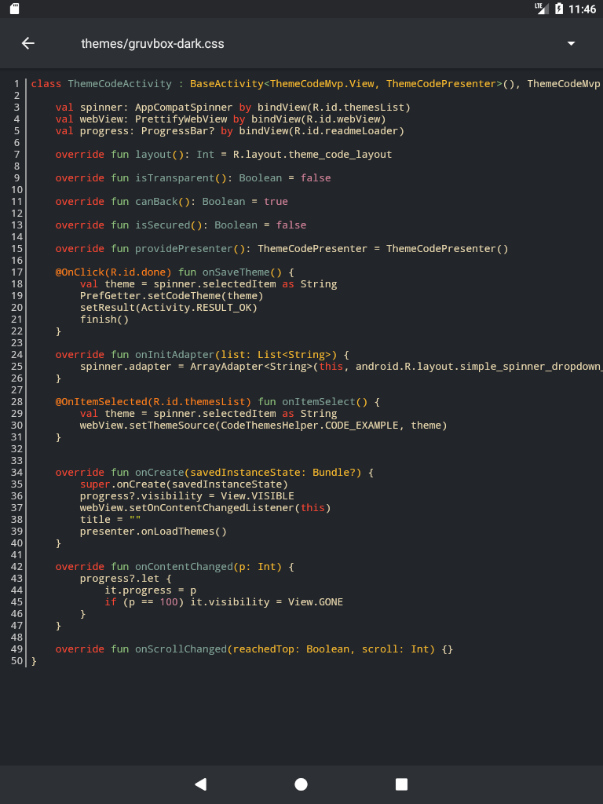 LTE 11:46
themes/gruvbox-dark.css
1 class ThemeCodeActivity : BaseActivity<ThemeCodeMvp.View, ThemeCodePresenter>(), ThemeCodeMvp
2
3 val spinner: AppCompatSpinner by bindView(R.id.themesList)
4 val webView: PrettifyWebView by bindView(R.id.webView)
5 val progress: ProgressBar? by bindView(R.id.readmeLoader)
6
7 override fun layout(): Int = R.layout.theme_code_layout
8
9 override fun isTransparent(): Boolean = false
10
11 override fun canBack(): Boolean = true
12
13 override fun isSecured(): Boolean = false
14
15 override fun providePresenter(): ThemeCodePresenter = ThemeCodePresenter()
16
17 @OnClick(R.id.done) fun onSaveTheme() {
18 val theme = spinner.selectedItem as String
19 PrefGetter.setCodeTheme(theme)
20 setResult(Activity.RESULT_OK)
21 finish()
22 }
23
24 override fun onInitAdapter(list: List<String>) {
25 spinner.adapter = ArrayAdapter<String>(this, android.R.layout.simple_spinner_dropdown_
26 }
27
28 @OnItemSelected(R.id.themesList) fun onItemSelect() {
29 val theme = spinner.selectedItem as String
30 webView.setThemeSource(CodeThemesHelper.CODE_EXAMPLE, theme)
31 }
32
33
34 override fun onCreate(savedInstanceState: Bundle?) {
35 super.onCreate(savedInstanceState)
36 progress?.visibility = View.VISIBLE
37 webView.setOnContentChangedListener(this)
38 title = ""
39 presenter.onLoadThemes()
40 }
41
42 override fun onContentChanged(p: Int) {
43 progress?.let {
44 it.progress = p
45 if (p == 100) it.visibility = View.GONE
46 }
47 }
48
49 override fun onScrollChanged(reachedTop: Boolean, scroll: Int) {}
50 }